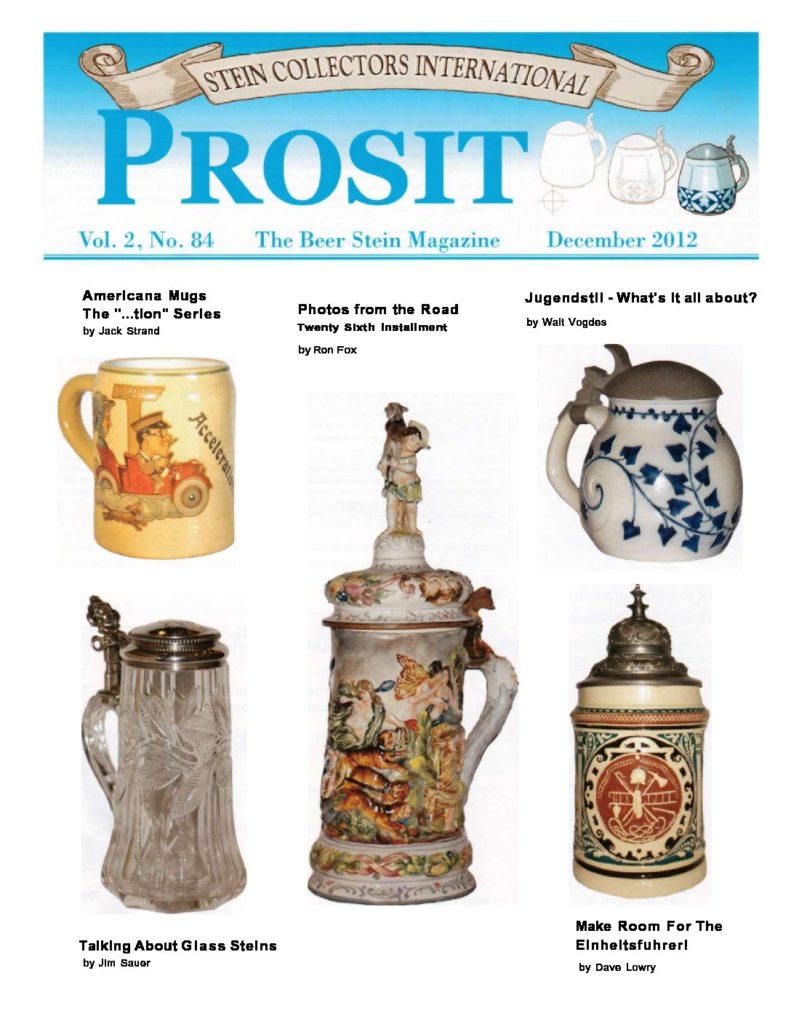 STEIN COLLECTORS INTERNATIONAL
PROSIT
Vol. 2, No. 84 The Beer Stein Magazine December 2012
Americana Mugs
The "...tion" Series
by Jack Strand
Photos from the Road
Twenty Sixth Installment
by Ron Fox
Jugendstil - What's it all about?
by Walt Vogdes
Acceleratio
Talking About Glass Steins
by Jim Sauer
Make Room For The
Einheitsfuhrer!
by Dave Lowry